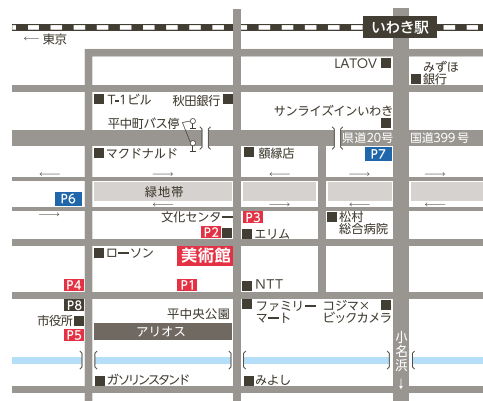 いわき駅
← 東京
LATOV
みずほ
銀行
T-1ビル
秋田銀行
サンライズインいわき
平中町バス停
県道20号
国道399号
マクドナルド
額縁店
P7
緑地帯
P6
文化センター
P3
松村
総合病院
P2
エリム
ローソン
美術館
P4
P1
NTT
P8
平中央公園
ファミリー
マート
コジマ×
ビックカメラ
市役所
P5
アリオス
小名浜
↓
ガソリンスタンド
みよし